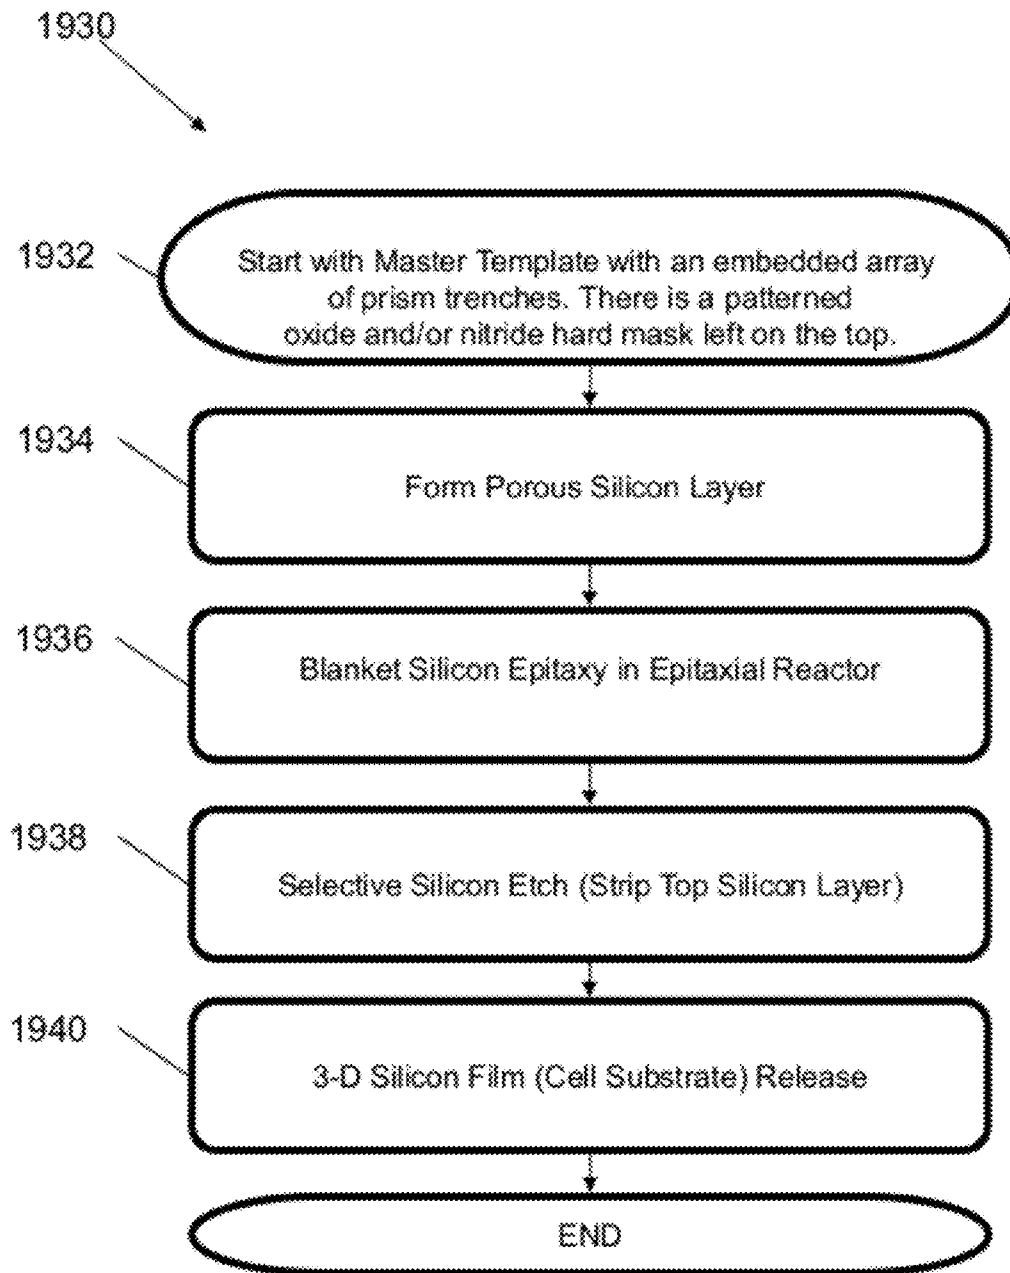 1930
1932
Start with Master Template with an embedded array
of prism trenches. There is a patterned
oxide and/or nitride hard mask left on the top.
1934
Form Porous Silicon Layer
1936
Blanket Silicon Epitaxy in Epitaxial Reactor
1938
Selective Silicon Etch (Strip Top Silicon Layer)
1940
3-D Silicon Film (Cell Substrate) Release
END